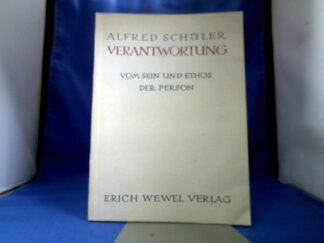 ALFRED SCHÜLER
VERANTWORTUNG
VOM SEIN UND ETHOS
DER PERSON
ERICH WEWEL VERLAG